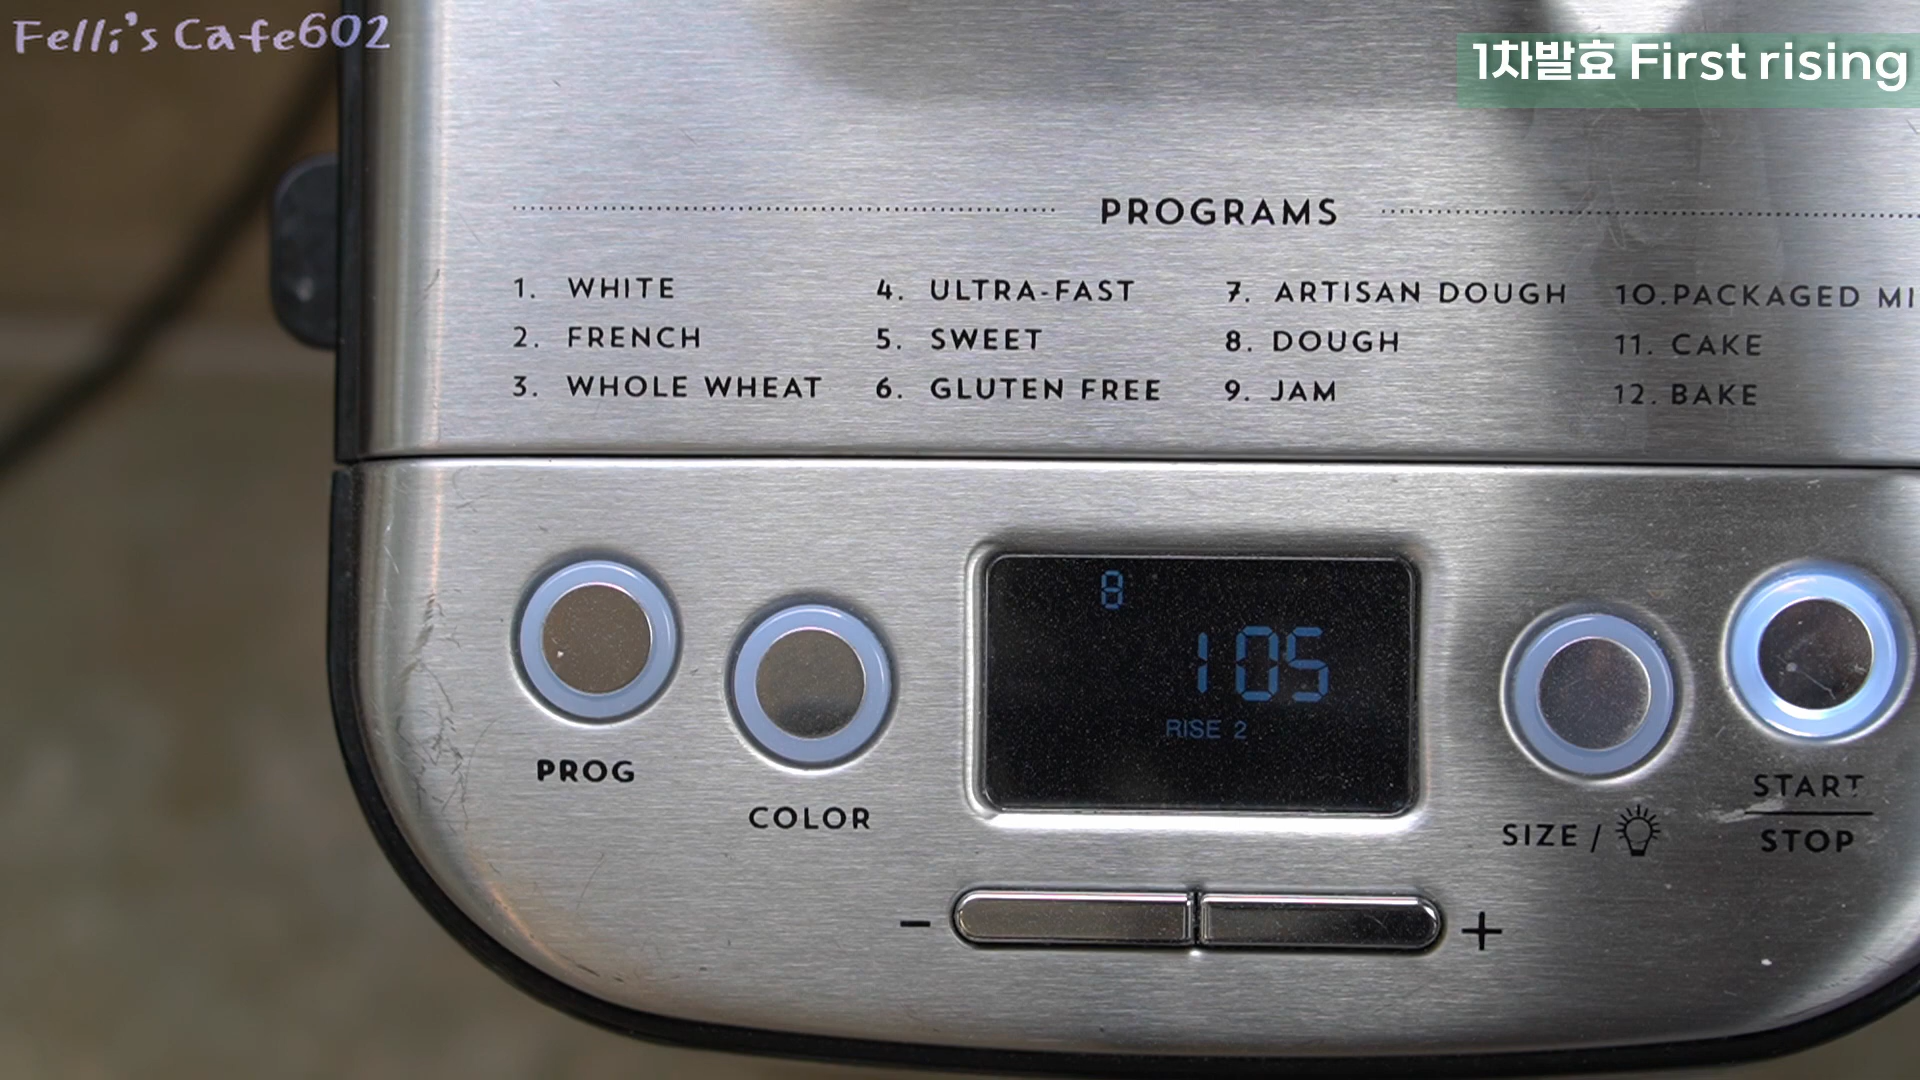 Felli's Cafe602
1차발효 First rising
PROGRAMS
1. WHITE
2. FRENCH
3. WHOLE WHEAT
4. ULTRA-FAST
5. SWEET
6. GLUTEN FREE
7. ARTISAN DOUGH
8. DOUGH
9. JAM
10. PACKAGED MI
11. CAKE
12. BAKE
8
105
RISE 2
PROG
COLOR
SIZE /
START
STOP
- +